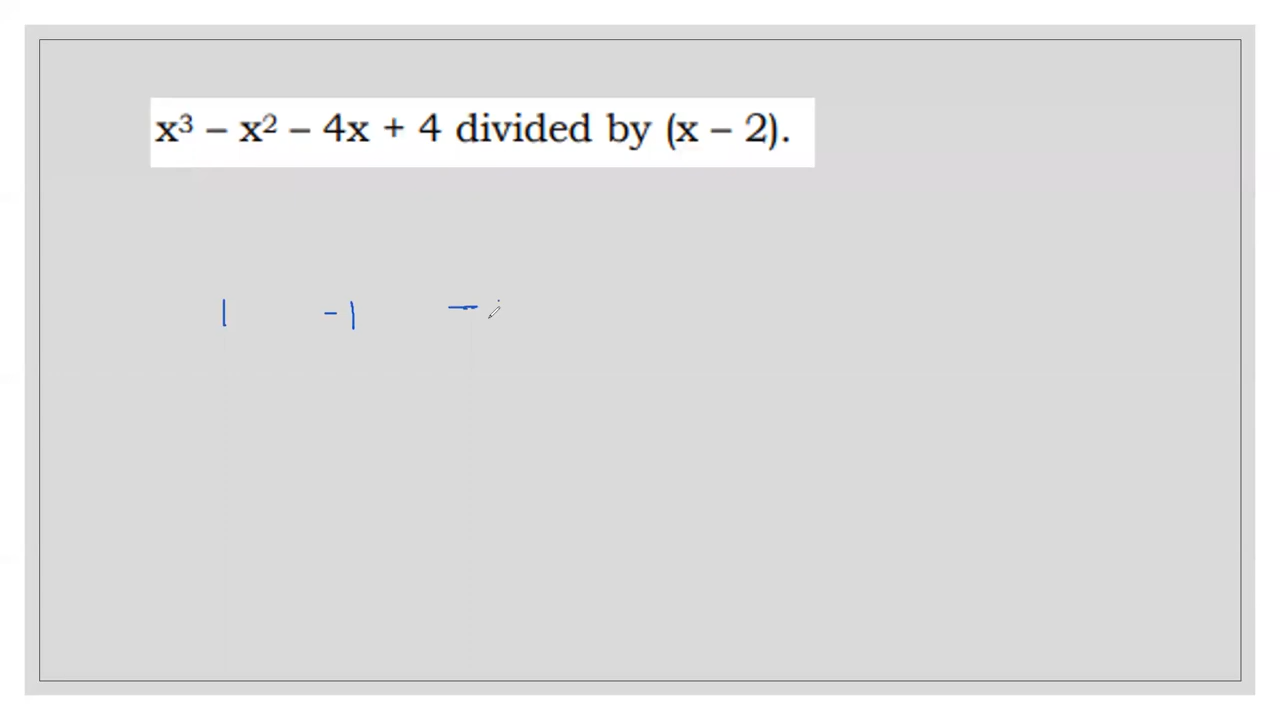 x³ – x² – 4x + 4 divided by (x – 2).
1 -1 -